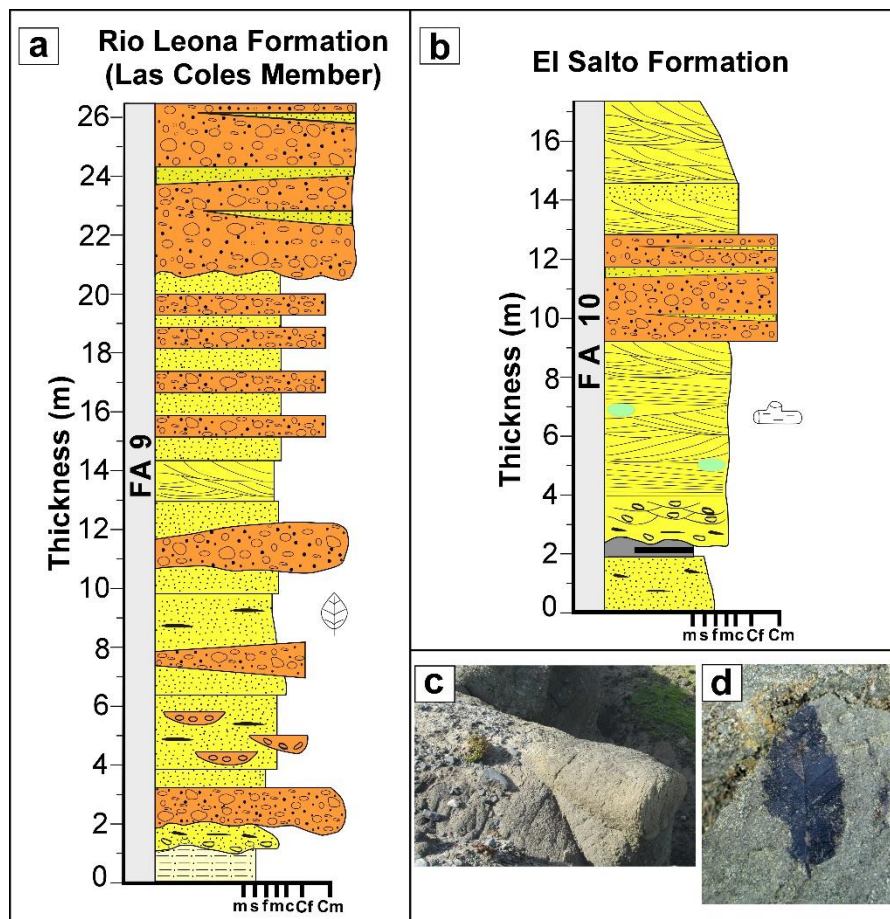 a
Rio Leona Formation
(Las Coles Member)
26
24
22
20
18
16
14
12
10
8
6
4
2
0
Thickness (m)
FA 9
m s f m c Cf Cm
b
El Salto Formation
16
14
12
10
8
6
4
2
0
Thickness (m)
FA 10
m s f m c Cf Cm
c
d